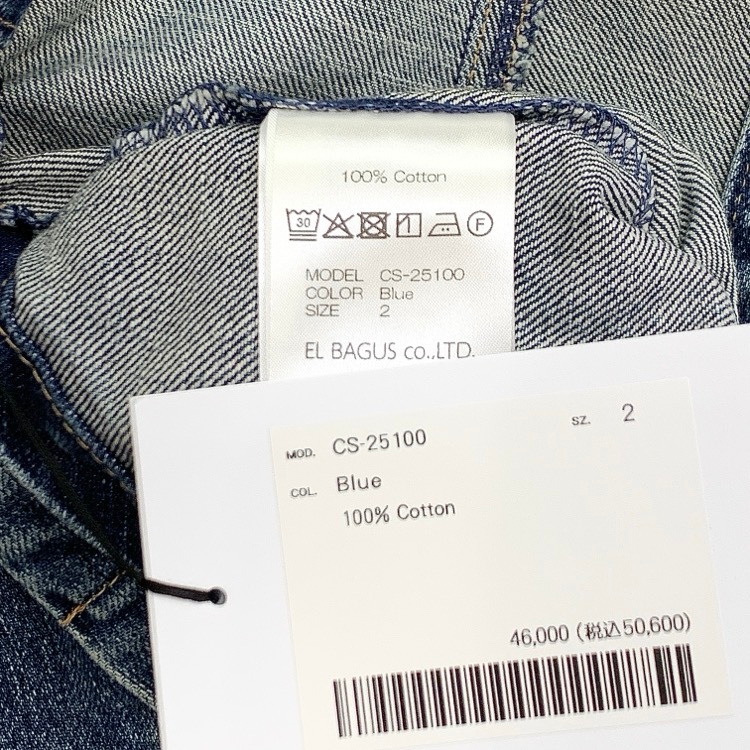 100% Cotton
30 F
MODEL CS-25100
COLOR Blue
SIZE 2
EL BAGUS co.,LTD.
MOD. CS-25100 SZ. 2
COL. Blue
100% Cotton
46,000 (税込50,600)